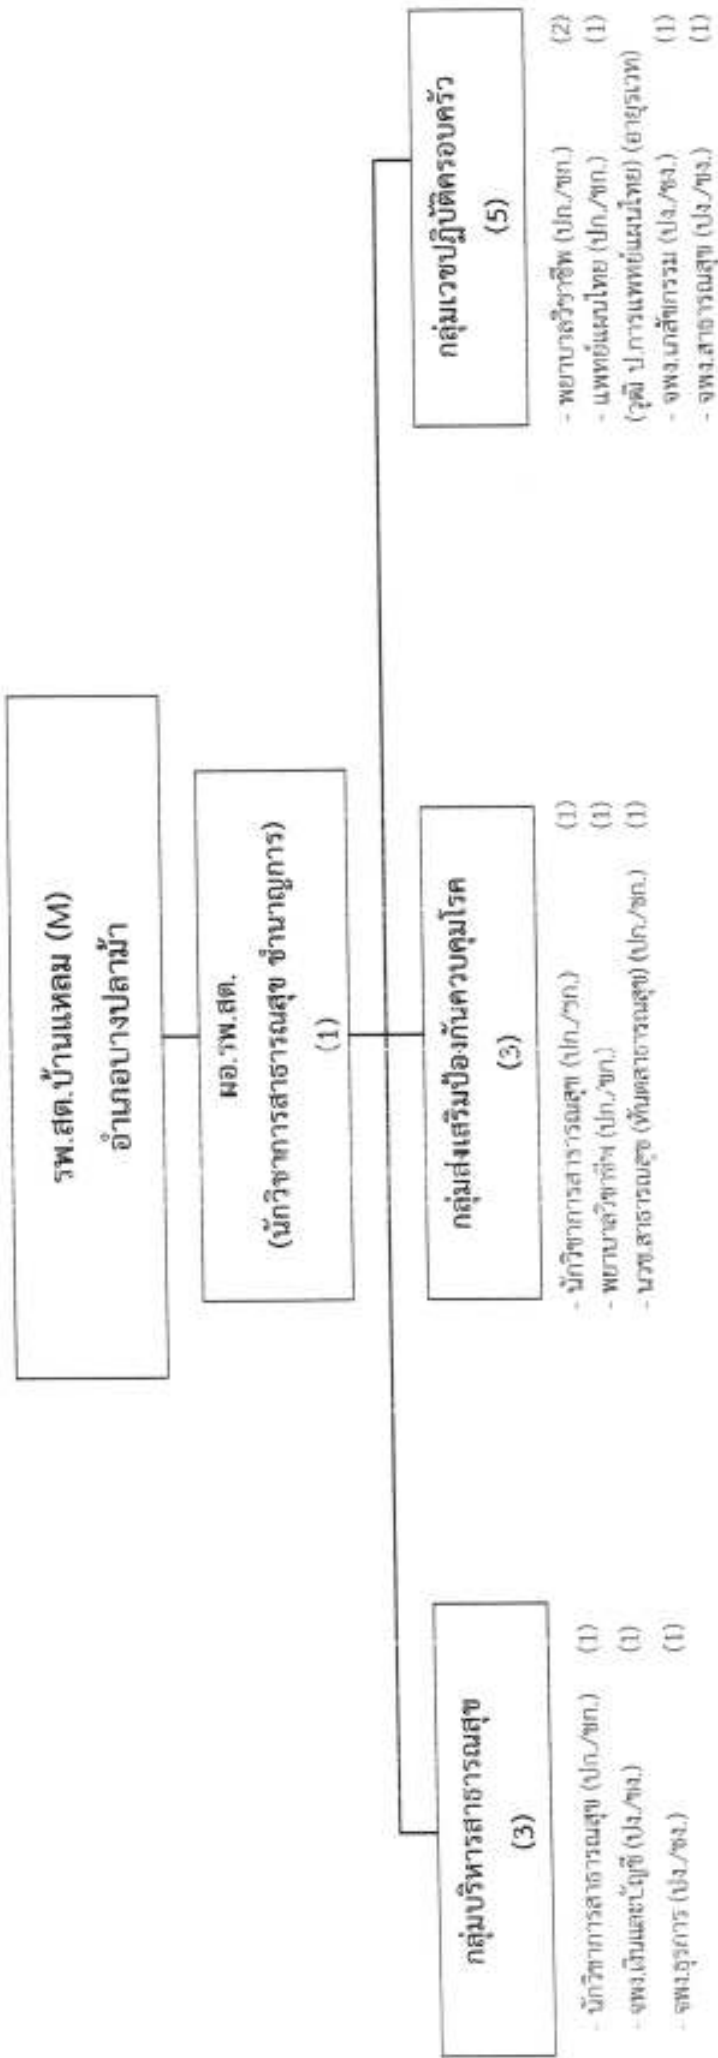 รพ.สต.บ้านแหลม (M)
อำเภอบางปลาม้า
ผอ.รพ.สต.
(นักวิชาการสาธารณสุข ชำนาญการ)
(1)
กลุ่มบริหารสาธารณสุข
(3)
- นักวิชาการสาธารณสุข (ปก./ชก.) (1)
- จพง.เงินและบัญชี (ปง./ชง.) (1)
- จพง.ธุรการ (ปง./ชง.) (1)
กลุ่มส่งเสริมป้องกันควบคุมโรค
(3)
- นักวิชาการสาธารณสุข (ปก./ชก.) (1)
- พยาบาลวิชาชีพ (ปก./ชก.) (1)
- นวช.สาธารณสุข (ทันตสาธารณสุข) (ปก./ชก.) (1)
กลุ่มเวชปฏิบัติครอบครัว
(5)
- พยาบาลวิชาชีพ (ปก./ชก.) (2)
- แพทย์แผนไทย (ปก./ชก.) (1)
(วุฒิ ป.การแพทย์แผนไทย) (อายุรเวท)
- จพง.เภสัชกรรม (ปง./ชง.) (1)
- จพง.สาธารณสุข (ปง./ชง.) (1)